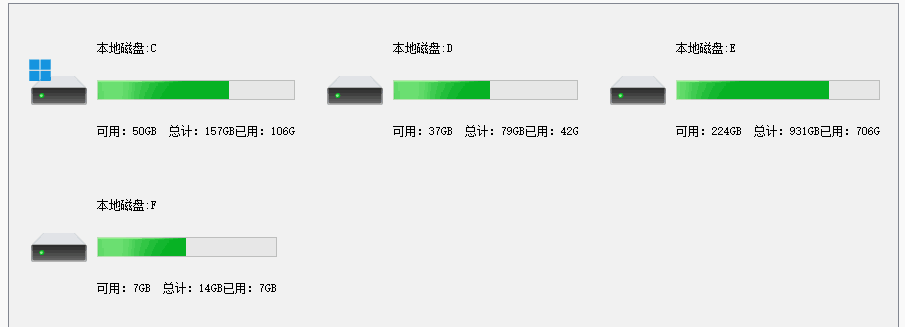 本地磁盘:C
本地磁盘:D
本地磁盘:E
可用：50GB 总计：157GB已用：106G
可用：37GB 总计：79GB已用：42G
可用：224GB 总计：931GB已用：706G
本地磁盘:F
可用：7GB 总计：14GB已用：7GB